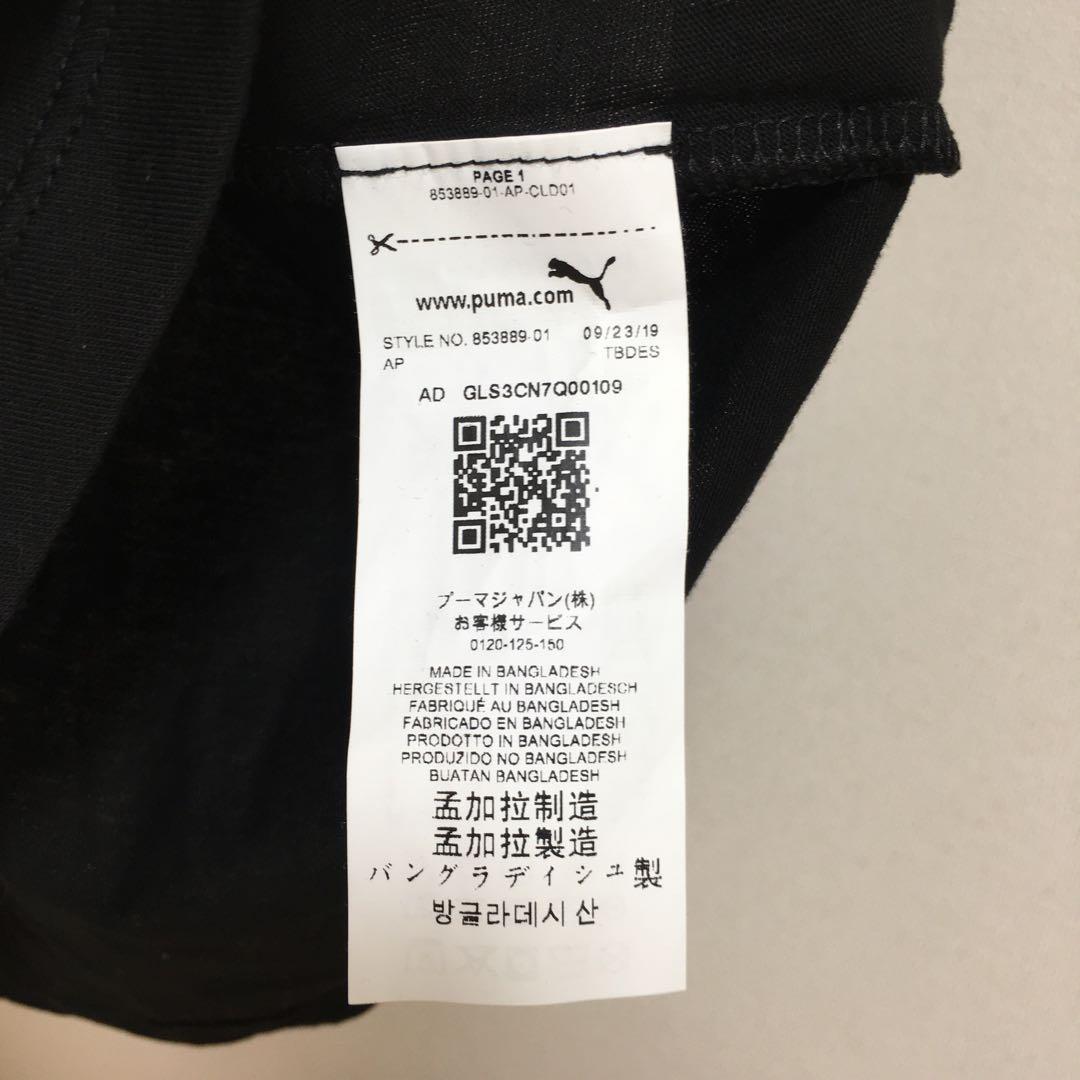 PAGE 1
853889-01-AP-CLD01
www.puma.com
STYLE NO. 853889-01 09/23/19
AP TBDES
AD GLS3CN7Q00109
プーマジャパン(株)
お客様サービス
0120-125-150
MADE IN BANGLADESH
HERGESTELLT IN BANGLADESCH
FABRIQUÉ AU BANGLADESH
FABRICADO EN BANGLADESH
PRODOTTO IN BANGLADESH
PRODUZIDO NO BANGLADESH
BUATAN BANGLADESH
孟加拉制造
孟加拉製造
バングラディシュ製
방글라데시 산